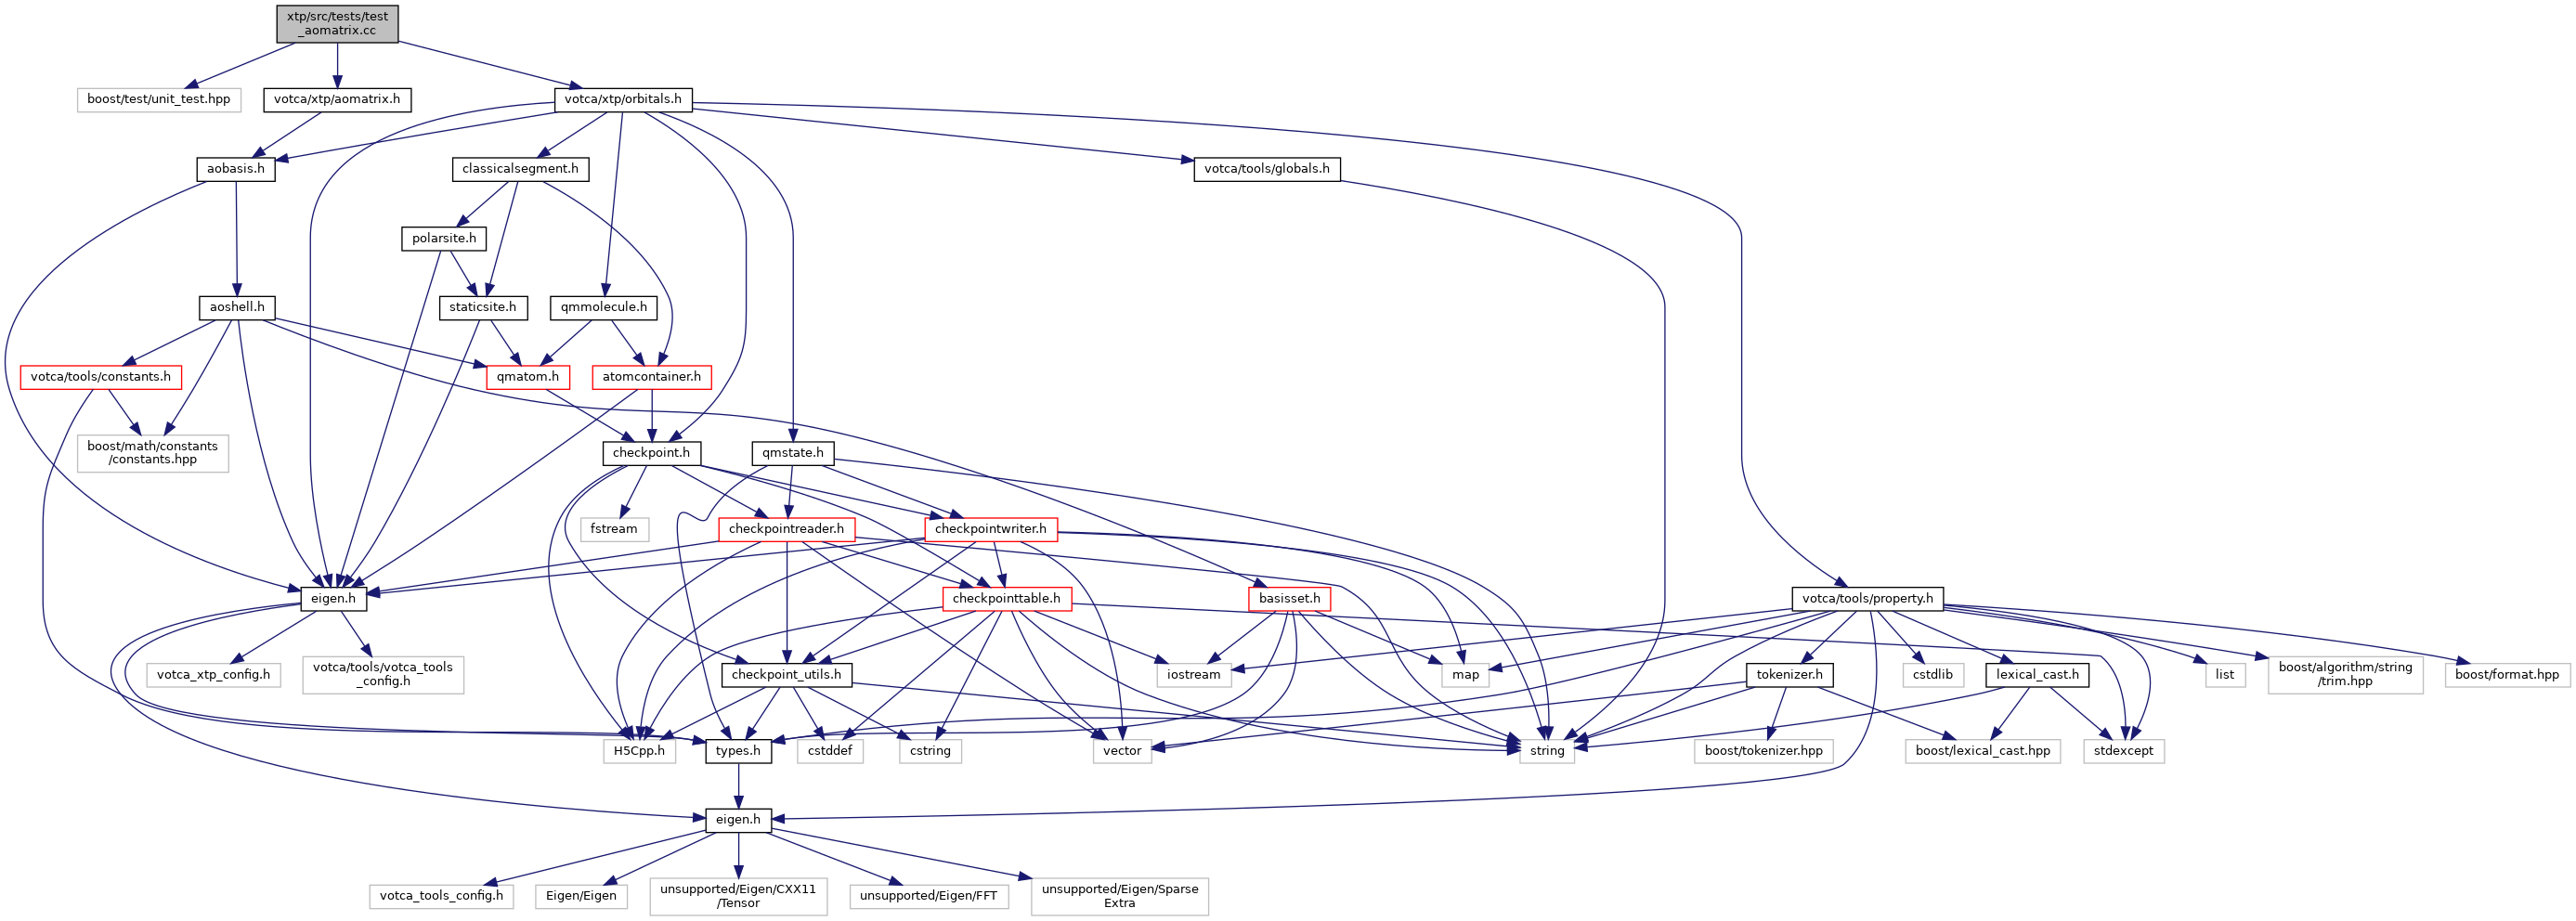 xtp/src/tests/test
_aomatrix.cc
boost/test/unit_test.hpp
votca/xtp/aomatrix.h
votca/xtp/orbitals.h
aobasis.h
classicalsegment.h
votca/tools/globals.h
polarsite.h
aoshell.h
staticsite.h
qmmolecule.h
votca/tools/constants.h
qmatom.h
atomcontainer.h
boost/math/constants
/constants.hpp
checkpoint.h
qmstate.h
fstream
checkpointreader.h
checkpointwriter.h
eigen.h
checkpointtable.h
basisset.h
votca/tools/property.h
votca_xtp_config.h
votca/tools/votca_tools
_config.h
checkpoint_utils.h
iostream
map
tokenizer.h
cstdlib
lexical_cast.h
list
boost/algorithm/string
/trim.hpp
boost/format.hpp
H5Cpp.h
types.h
cstddef
cstring
vector
string
boost/tokenizer.hpp
boost/lexical_cast.hpp
stdexcept
eigen.h
votca_tools_config.h
Eigen/Eigen
unsupported/Eigen/CXX11
/Tensor
unsupported/Eigen/FFT
unsupported/Eigen/Sparse
Extra